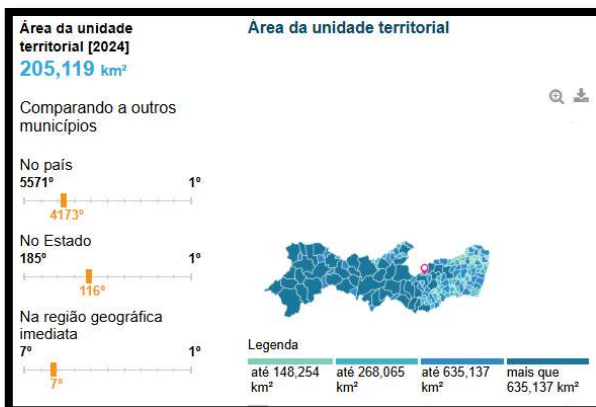 Área da unidade
territorial [2024]
205,119 km²
Comparando a outros
municípios
No país
5571º 1º
4173º
No Estado
185º 1º
116º
Na região geográfica
imediata
7º 1º
7º
Área da unidade territorial
Legenda
até 148,254
km²
até 268,065
km²
até 635,137
km²
mais que
635,137 km²